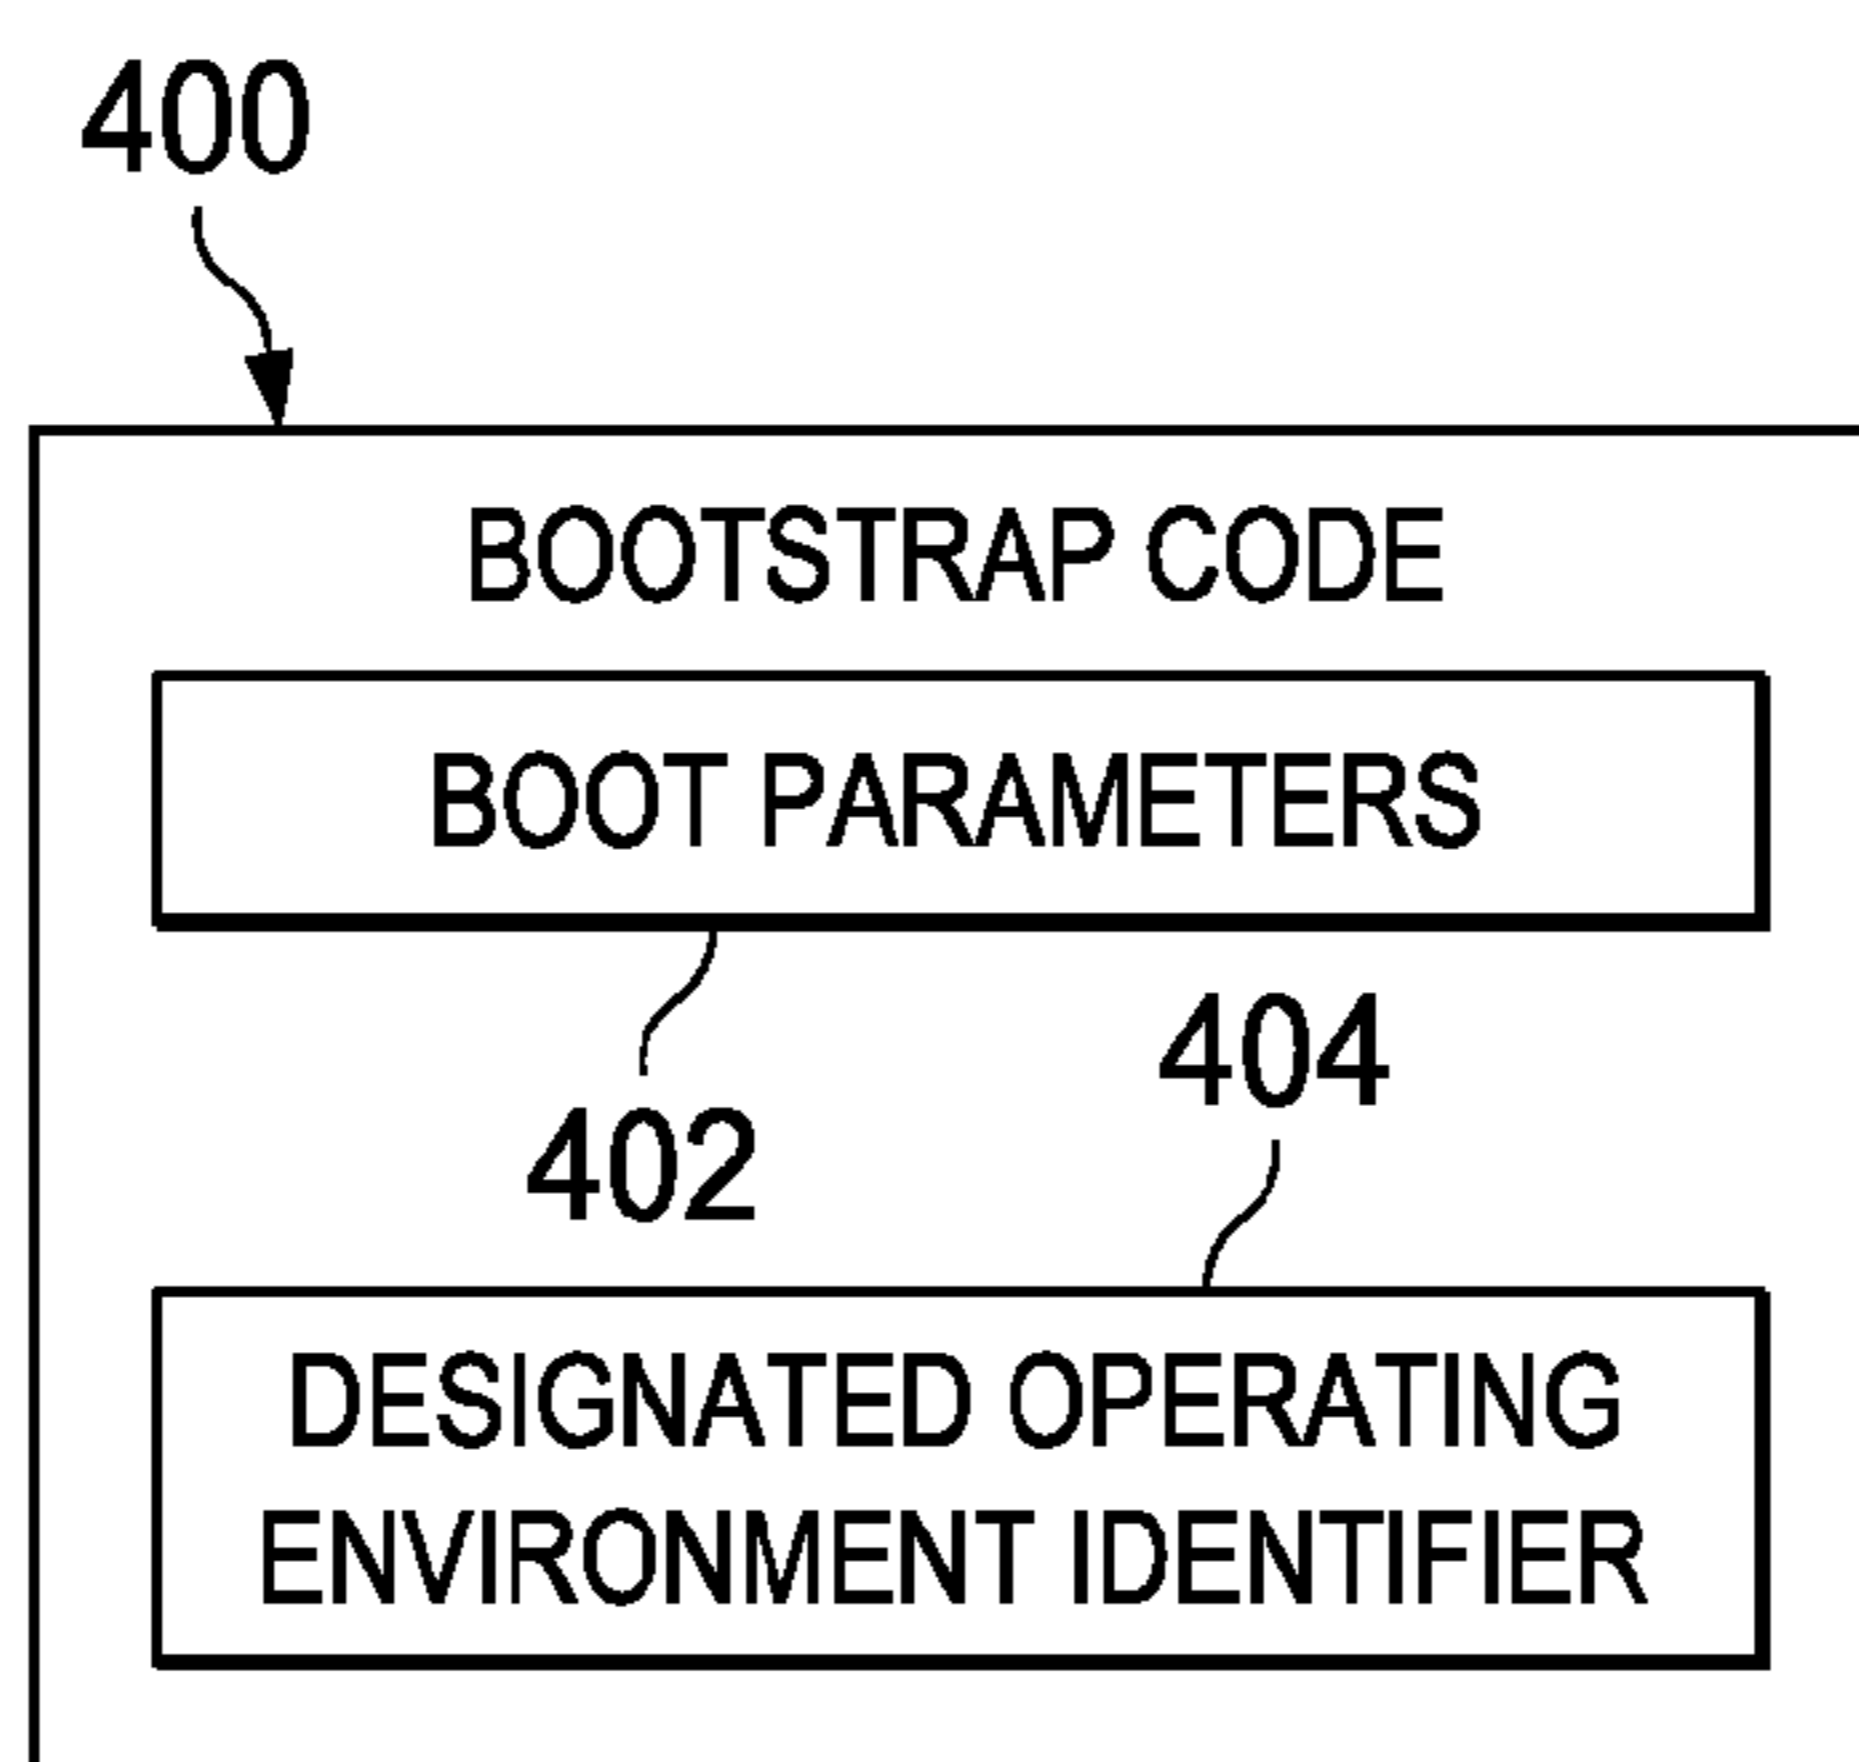 400
BOOTSTRAP CODE
BOOT PARAMETERS
404
402
DESIGNATED OPERATING
ENVIRONMENT IDENTIFIER